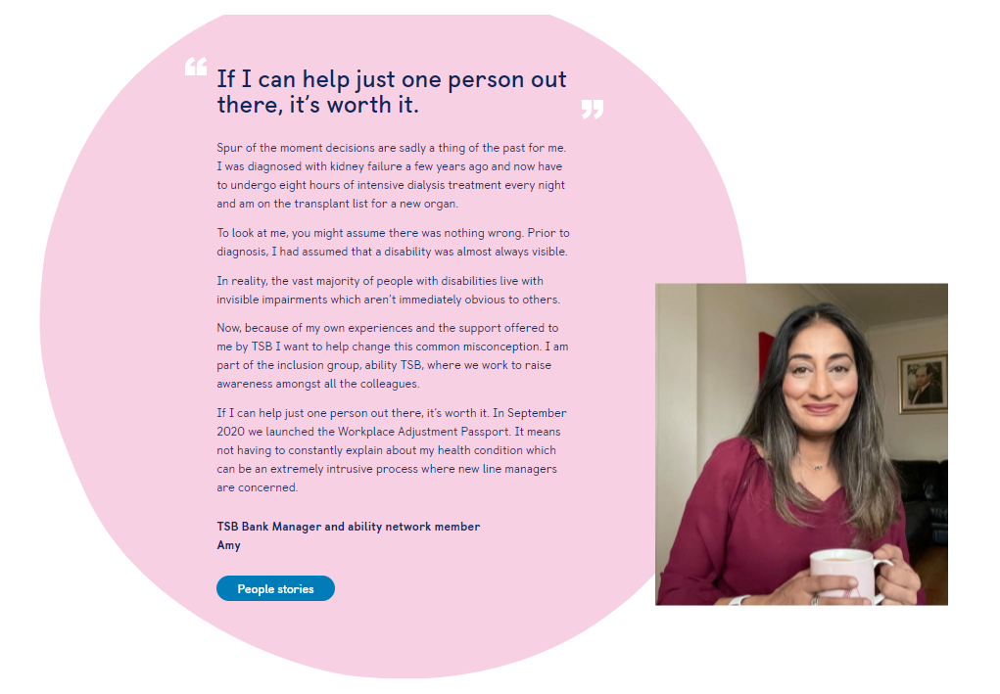 “ If I can help just one person out
there, it’s worth it. ”
Spur of the moment decisions are sadly a thing of the past for me.
I was diagnosed with kidney failure a few years ago and now have
to undergo eight hours of intensive dialysis treatment every night
and am on the transplant list for a new organ.
To look at me, you might assume there was nothing wrong. Prior to
diagnosis, I had assumed that a disability was almost always visible.
In reality, the vast majority of people with disabilities live with
invisible impairments which aren’t immediately obvious to others.
Now, because of my own experiences and the support offered to
me by TSB I want to help change this common misconception. I am
part of the inclusion group, ability TSB, where we work to raise
awareness amongst all the colleagues.
If I can help just one person out there, it’s worth it. In September
2020 we launched the Workplace Adjustment Passport. It means
not having to constantly explain about my health condition which
can be an extremely intrusive process where new line managers
are concerned.
TSB Bank Manager and ability network member
Amy
People stories